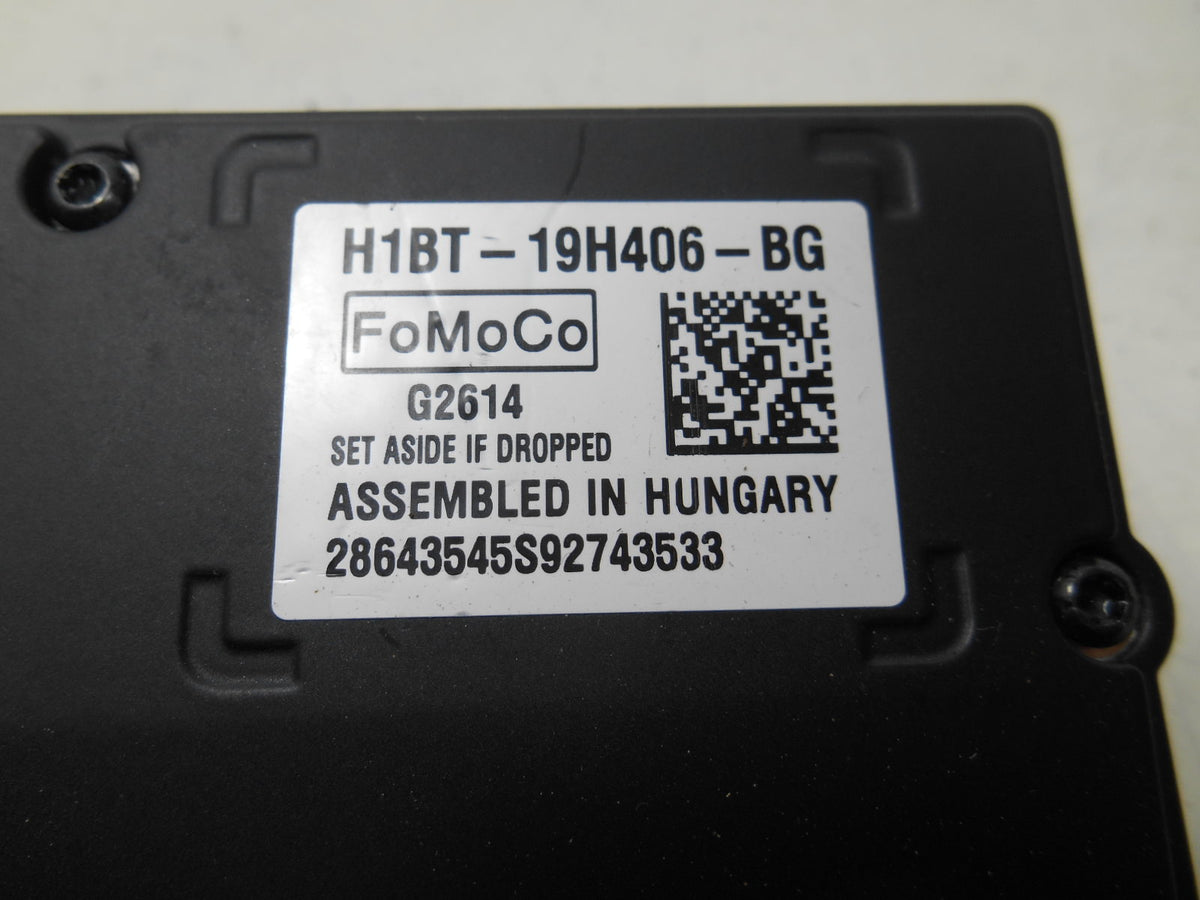 H1BT – 19H406 – BG
FoMoCo
G2614
SET ASIDE IF DROPPED
ASSEMBLED IN HUNGARY
28643545S92743533